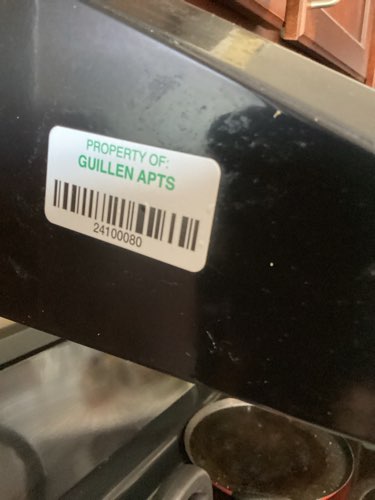 PROPERTY OF:
GUILLEN APTS
24100080